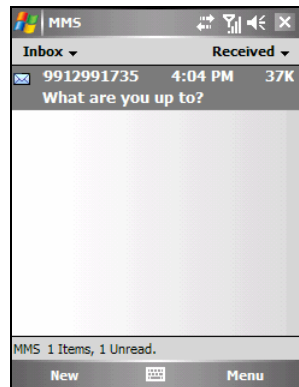 MMS
Inbox Received
9912991735 4:04 PM 37K
What are you up to?
MMS 1 Items, 1 Unread.
New Menu